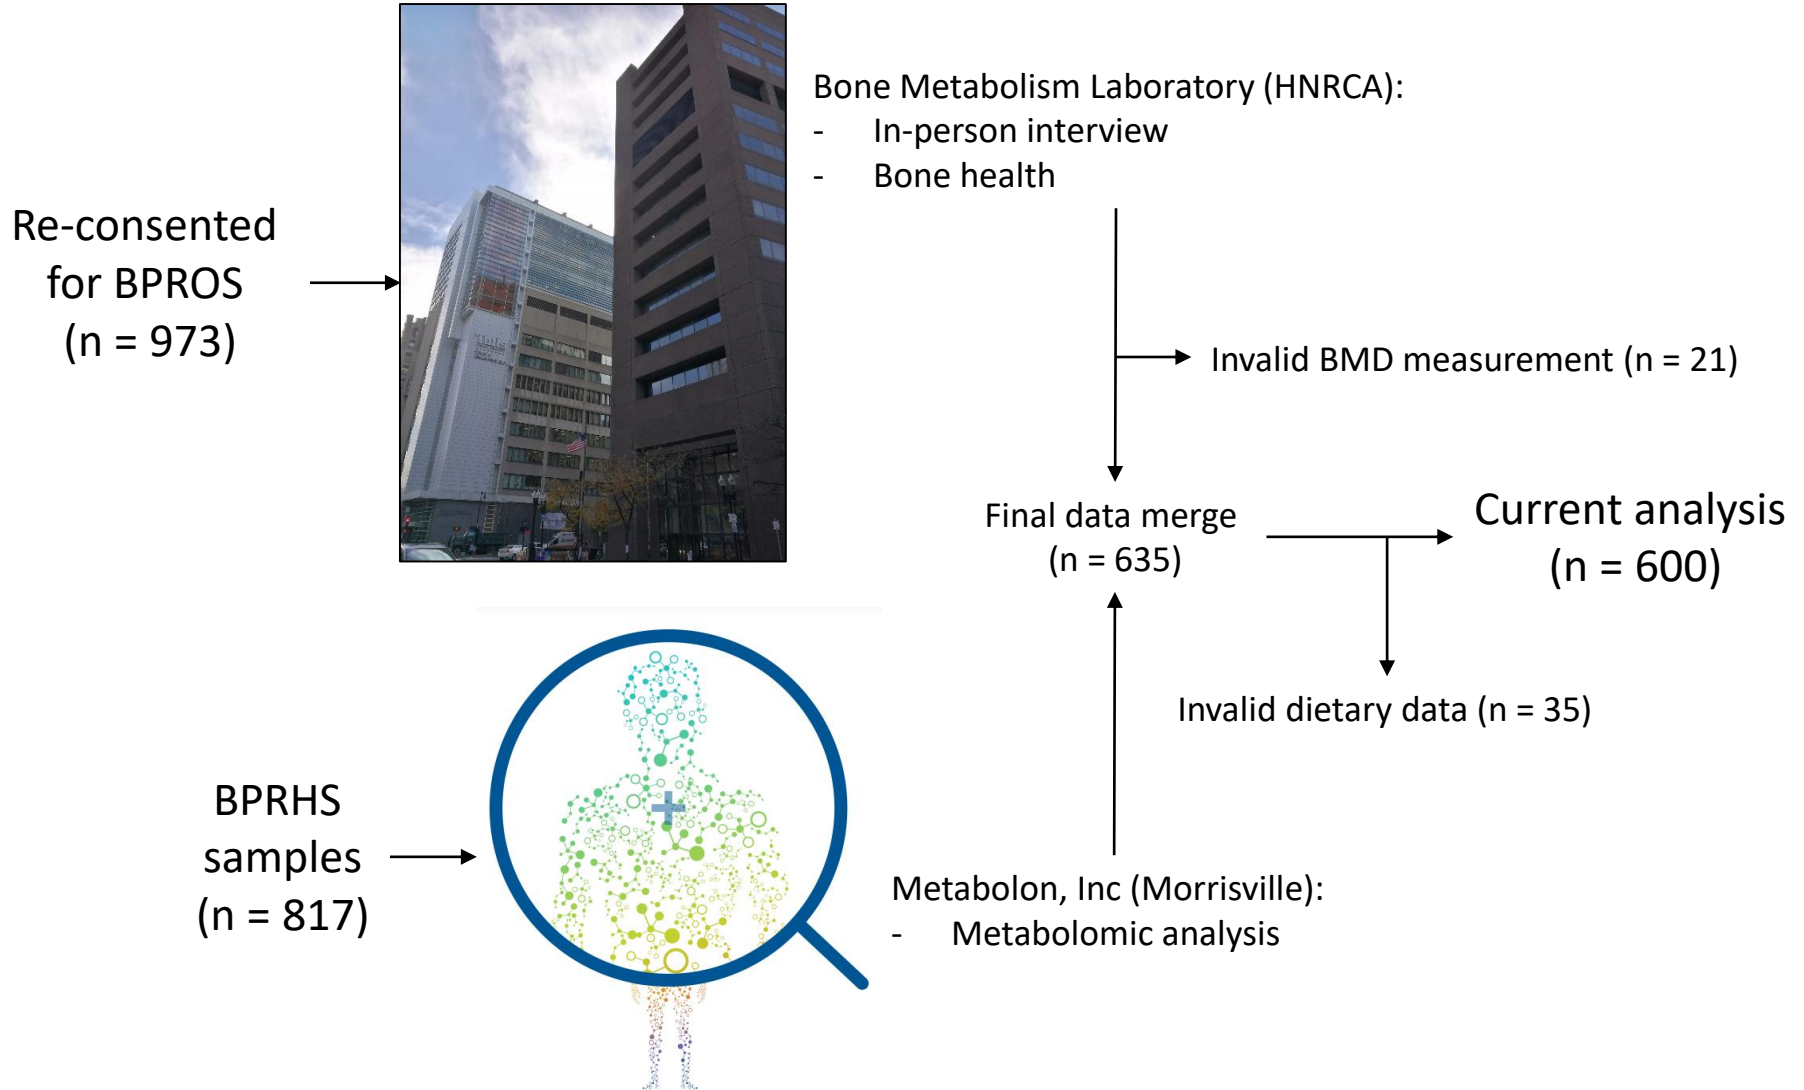 Re-consented
for BPROS
(n = 973)
Tufts
Bone Metabolism Laboratory (HNRCA):
- In-person interview
- Bone health
Invalid BMD measurement (n = 21)
Final data merge
(n = 635)
Current analysis
(n = 600)
Invalid dietary data (n = 35)
BPRHS
samples
(n = 817)
Metabolon, Inc (Morrisville):
- Metabolomic analysis